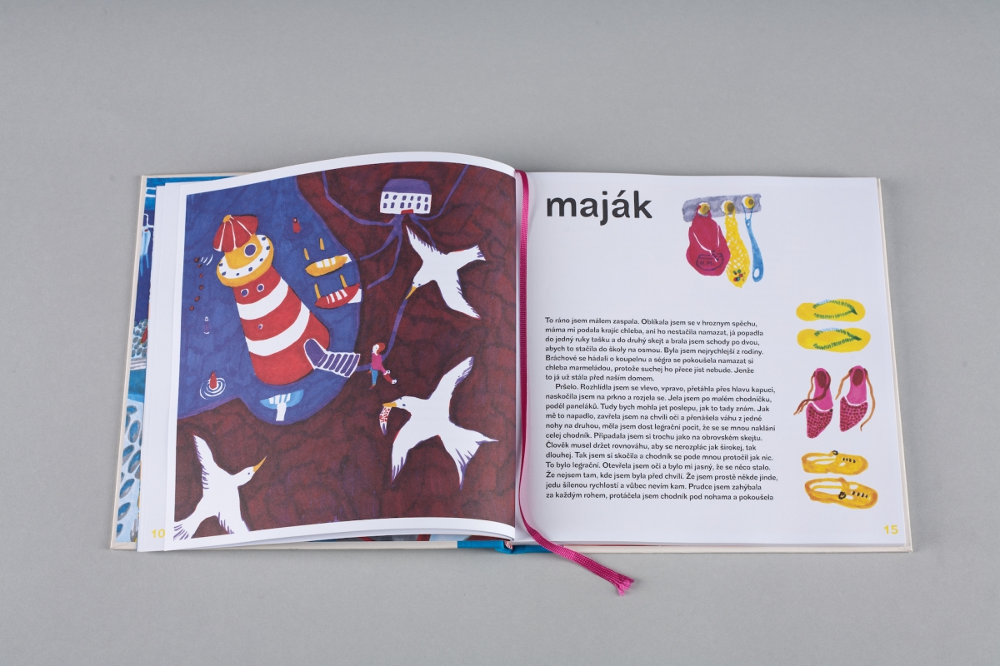 10
maják
To ráno jsem málem zaspala. Oblíkala jsem se v hroznym spěchu,
máma mi podala krajíc chleba, ani ho nestačila namazat, já popadla
do jedný ruky tašku a do druhý skejt a brala jsem schody po dvou,
abych to stačila do školy na osmou. Byla jsem nejrychlejší z rodiny.
Bráchové se hádali o koupelnu a ségra se pokoušela namazat si
chleba marmeládou, protože suchej ho přece jíst nebude. Jenže
to já už stála před naším domem.
Pršelo. Rozhlídla jsem se vlevo, vpravo, přetáhla přes hlavu kapuci,
naskočila jsem na prkno a rozjela se. Jela jsem po malém chodníčku,
podél paneláků. Tudy bych mohla jet poslepu, jak to tady znám. Jak
mě to napadlo, zavřela jsem na chvíli oči a přenášela váhu z jedné
nohy na druhou, měla jsem dost legrační pocit, že se se mnou naklání
celej chodník. Připadala jsem si trochu jako na obrovském skejtu.
Člověk musel držet rovnováhu, aby se nerozplác jak širokej, tak
dlouhej. Tak jsem si skočila a chodník se pode mnou protočil jak nic.
To bylo legrační. Otevřela jsem oči a bylo mi jasný, že se něco stalo.
Že nejsem tam, kde jsem byla před chvílí. Že jsem prostě někde jinde,
jedu šílenou rychlostí a vůbec nevím kam. Prudce jsem zahýbala
za každým rohem, protáčela jsem chodník pod nohama a pokoušela
15